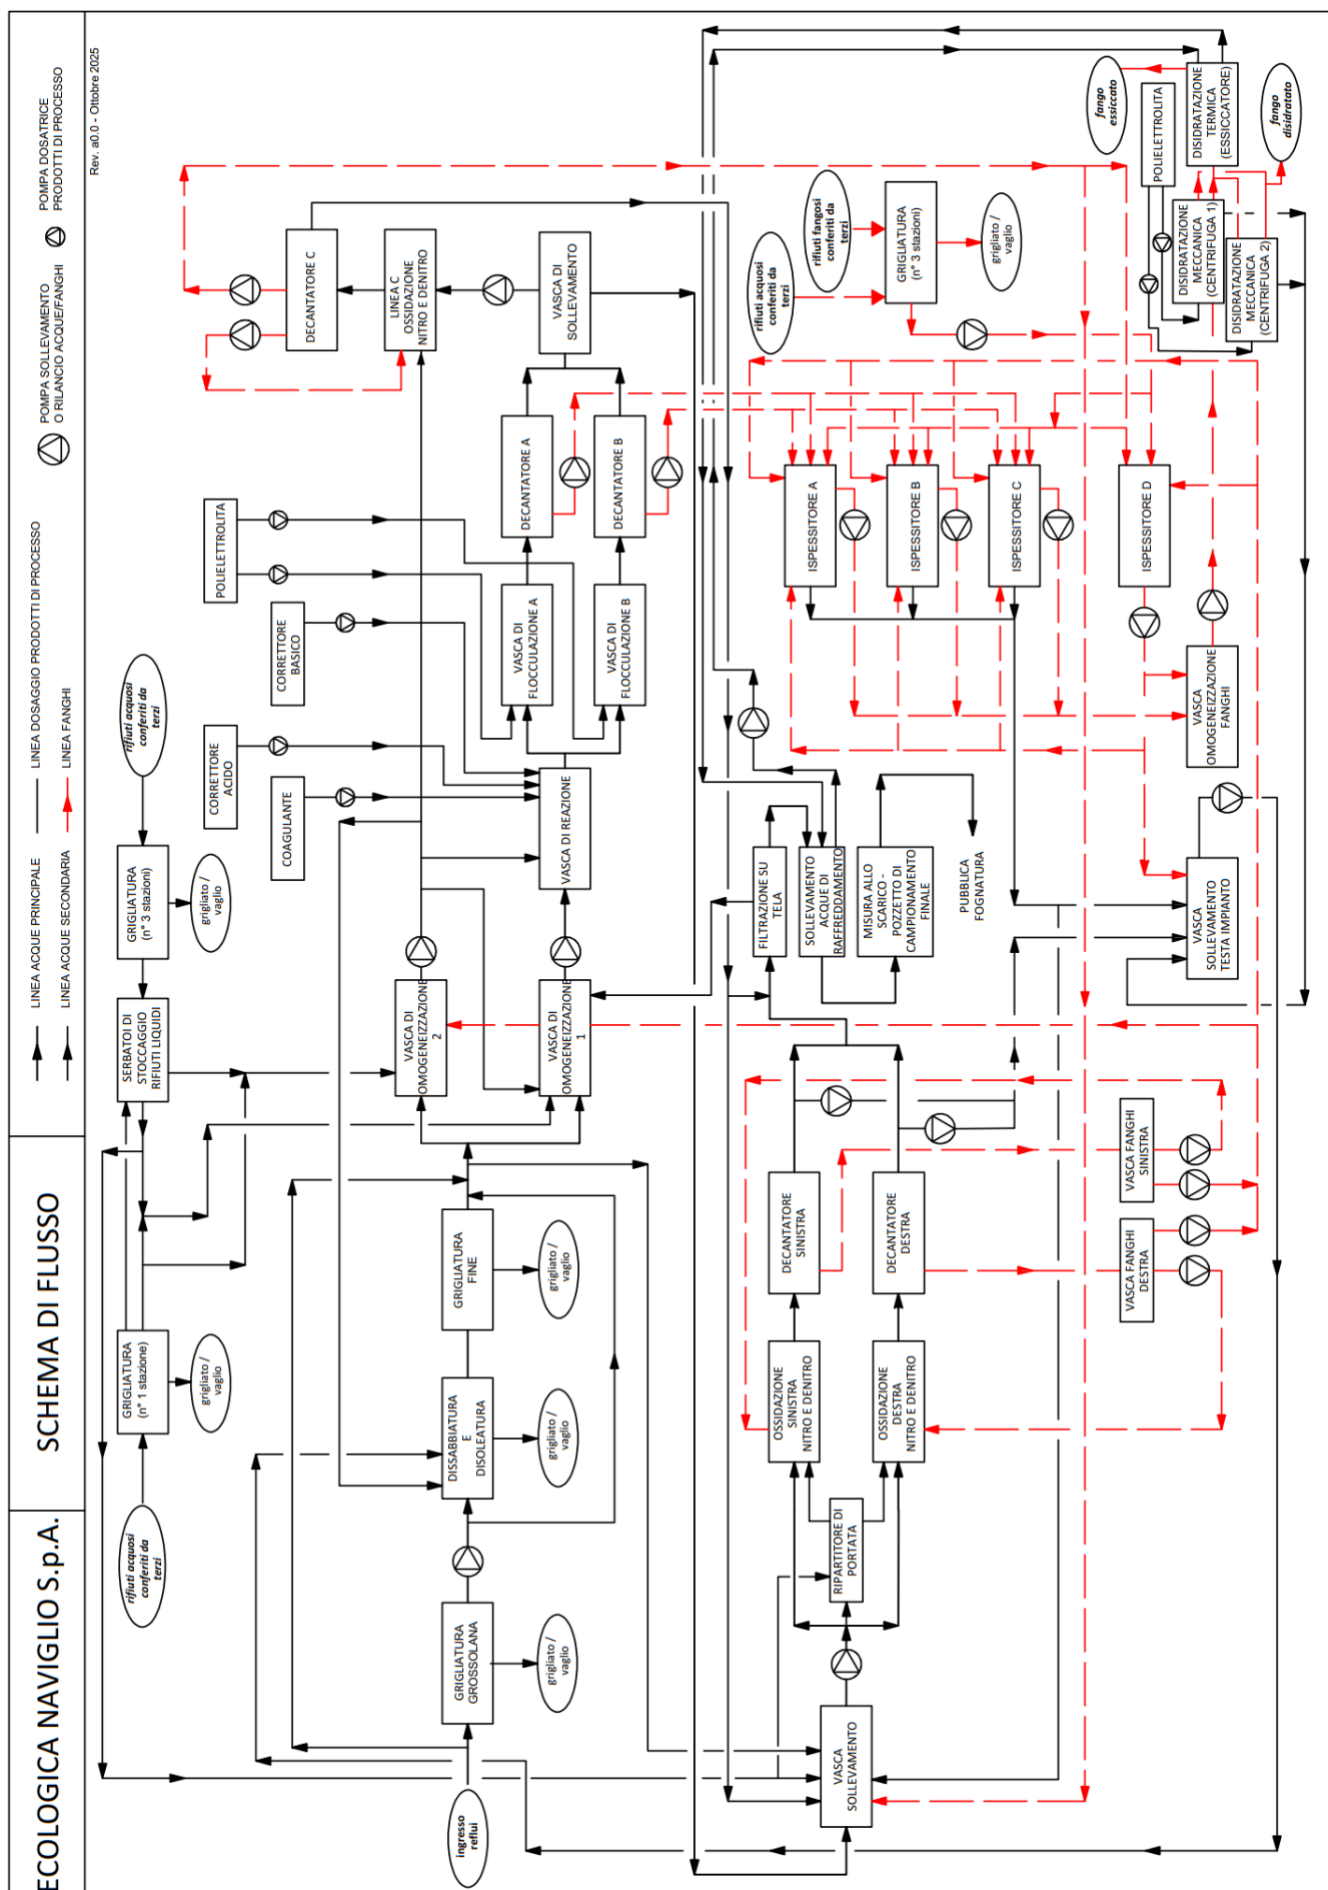 ECOLOGICA NAVIGLIO S.p.A.
SCHEMA DI FLUSSO
LINEA ACQUE PRINCIPALE
LINEA ACQUE SECONDARIA
LINEA DOSAGGIO PRODOTTI DI PROCESSO
LINEA FANGHI
POMPA SOLLEVAMENTO
O RILANCIO ACQUE/FANGHI
POMPA DOSATRICE
PRODOTTI DI PROCESSO
Rev. a0.0 - Ottobre 2025
rifiuti acquosi
conferiti da
terzi
GRIGLIATURA
(n° 1 stazione)
grigliato /
vaglio
SERBATOI DI
STOCCAGGIO
RIFIUTI LIQUIDI
GRIGLIATURA
(n° 3 stazioni)
grigliato /
vaglio
rifiuti acquosi
conferiti da
terzi
CORRETTORE
ACIDO
COAGULANTE
CORRETTORE
BASICO
POLIELETTROLITA
ingresso
reflui
GRIGLIATURA
GROSSOLANA
grigliato /
vaglio
DISSABBIATURA
E
DISOLEATURA
grigliato /
vaglio
GRIGLIATURA
FINE
grigliato /
vaglio
VASCA DI
OMOGENEIZZAZIONE
2
VASCA DI
OMOGENEIZZAZIONE
1
VASCA DI REAZIONE
VASCA DI
FLOCCULAZIONE A
VASCA DI
FLOCCULAZIONE B
DECANTATORE A
DECANTATORE B
VASCA DI
SOLLEVAMENTO
LINEA C
OSSIDAZIONE
NITRO E DENITRO
DECANTATORE C
VASCA
SOLLEVAMENTO
RIPARTITORE DI
PORTATA
OSSIDAZIONE
SINISTRA
NITRO E DENITRO
OSSIDAZIONE
DESTRA
NITRO E DENITRO
DECANTATORE
SINISTRA
DECANTATORE
DESTRA
FILTRAZIONE SU
TELA
SOLLEVAMENTO
ACQUE DI
RAFFREDDAMENTO
MISURA ALLO
SCARICO -
POZZETTO DI
CAMPIONAMENTO
FINALE
PUBBLICA
FOGNATURA
VASCA FANGHI
DESTRA
VASCA FANGHI
SINISTRA
VASCA
SOLLEVAMENTO
TESTA IMPIANTO
VASCA
OMOGENEIZZAZIONE
FANGHI
ISPESSITORE A
ISPESSITORE B
ISPESSITORE C
ISPESSITORE D
rifiuti acquosi
conferiti da
terzi
rifiuti fangosi
conferiti da
terzi
GRIGLIATURA
(n° 3 stazioni)
grigliato /
vaglio
POLIELETTROLITA
DISIDRATAZIONE
MECCANICA
(CENTRIFUGA 1)
DISIDRATAZIONE
MECCANICA
(CENTRIFUGA 2)
DISIDRATAZIONE
TERMICA
(ESSICCATORE)
fango
essiccato
fango
disidratato